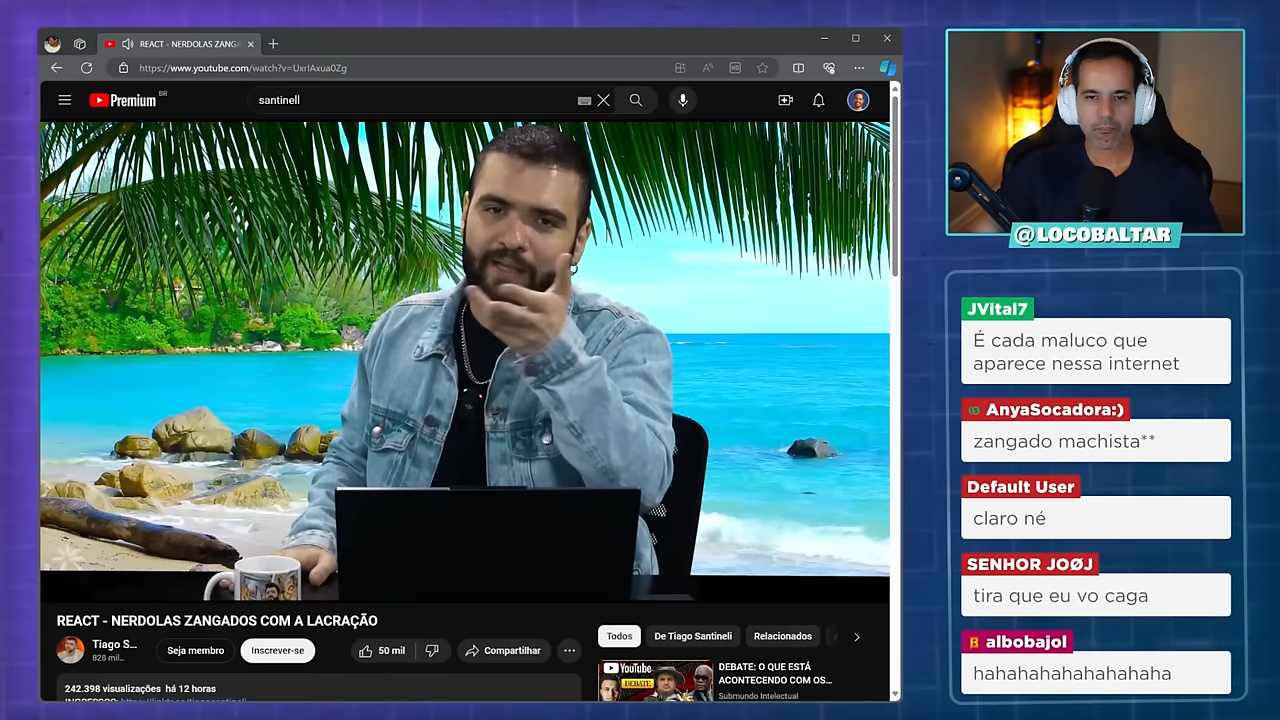 REACT - NERDOLAS ZANGA
https://www.youtube.com/watch?v=UxrlAxua0Zg
Premium BR
santinell
@LOCOBALTAR
JVital7
É cada maluco que
aparece nessa internet
AnyaSocadora:)
zangado machista**
Default User
claro né
SENHOR JOØJ
tira que eu vo caga
albobajol
hahahahahahahahaha
REACT - NERDOLAS ZANGADOS COM A LACRAÇÃO
Tiago S...
828 mil...
Seja membro
Inscrever-se
50 mil
Compartilhar
Todos
De Tiago Santineli
Relacionados
242.398 visualizações há 12 horas
YouTube
DEBATE
DEBATE: O QUE ESTÁ
ACONTECENDO COM OS...
Submundo Intelectual